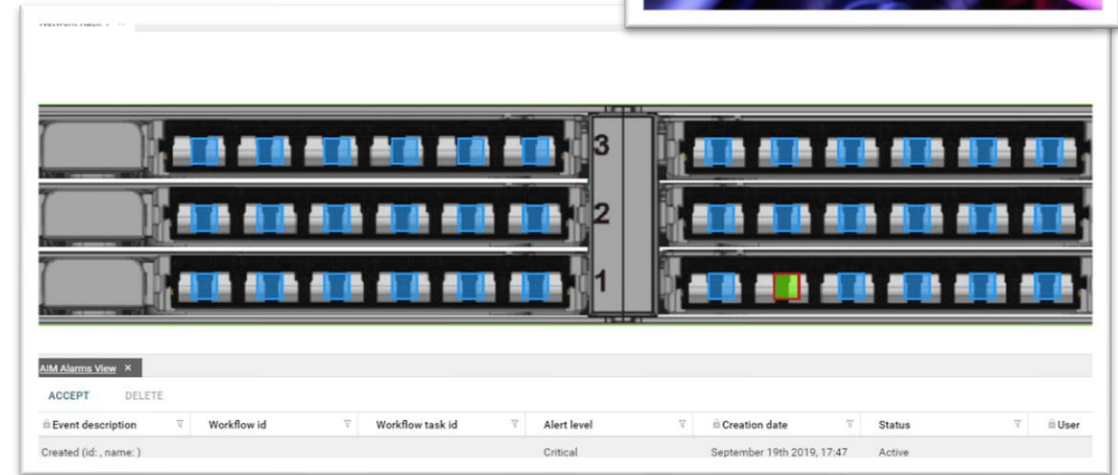 3
2
1
AIM Alarms View ×
ACCEPT DELETE
Event description Workflow id Workflow task id Alert level Creation date Status User
Created (id: , name: ) Critical September 19th 2019, 17:47 Active